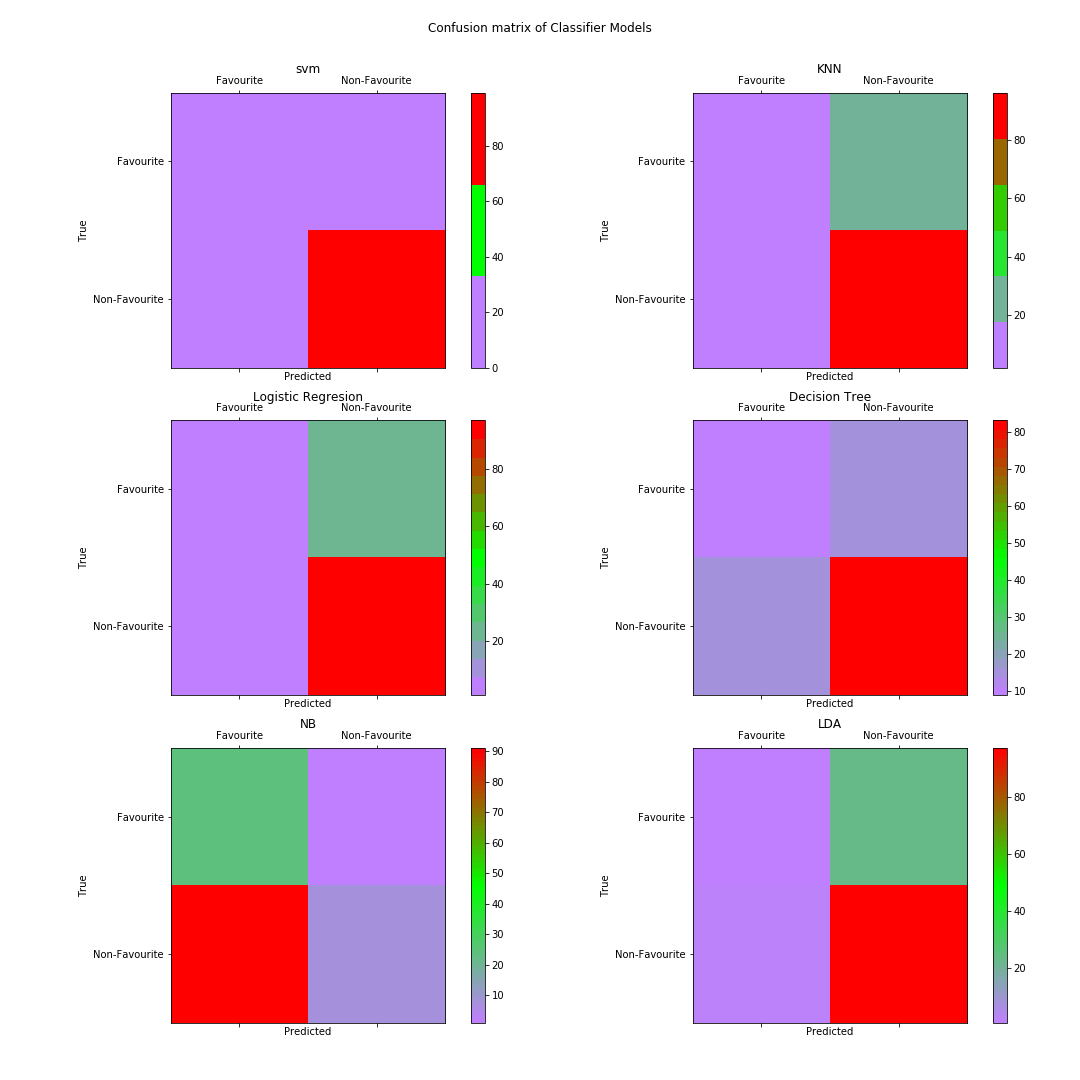 Confusion matrix of Classifier Models
svm
Favourite Non-Favourite
Favourite
Non-Favourite
True
Predicted
80
60
40
20
0
KNN
Favourite Non-Favourite
Favourite
Non-Favourite
True
Predicted
80
60
40
20
Logistic Regresion
Favourite Non-Favourite
Favourite
Non-Favourite
True
Predicted
80
60
40
20
Decision Tree
Favourite Non-Favourite
Favourite
Non-Favourite
True
Predicted
80
70
60
50
40
30
20
10
NB
Favourite Non-Favourite
Favourite
Non-Favourite
True
Predicted
90
80
70
60
50
40
30
20
10
LDA
Favourite Non-Favourite
Favourite
Non-Favourite
True
Predicted
80
60
40
20